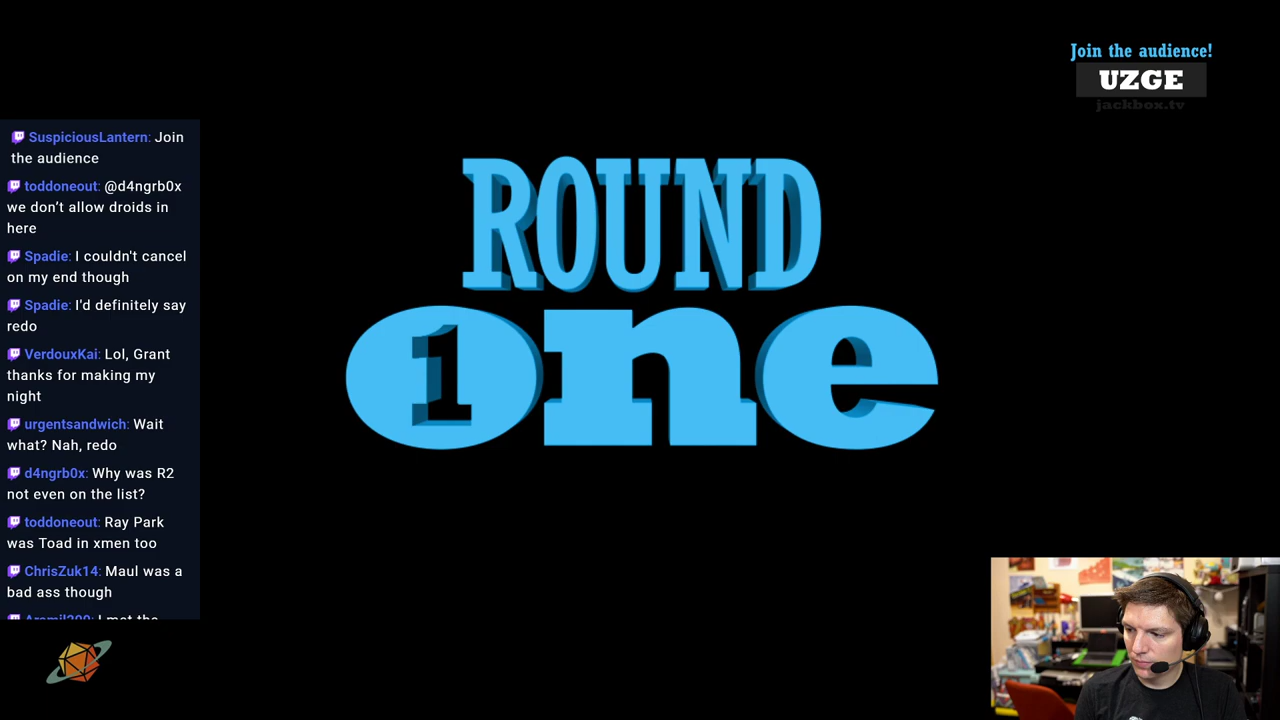 Join the audience!
UZGE
jackbox.tv
ROUND
One
1
SuspiciousLantern: Join
the audience
toddoneout: @d4ngrb0x
we don’t allow droids in
here
Spadie: I couldn't cancel
on my end though
Spadie: I'd definitely say
redo
VerdouxKai: Lol, Grant
thanks for making my
night
urgentsandwich: Wait
what? Nah, redo
d4ngrb0x: Why was R2
not even on the list?
toddoneout: Ray Park
was Toad in xmen too
ChrisZuk14: Maul was a
bad ass though